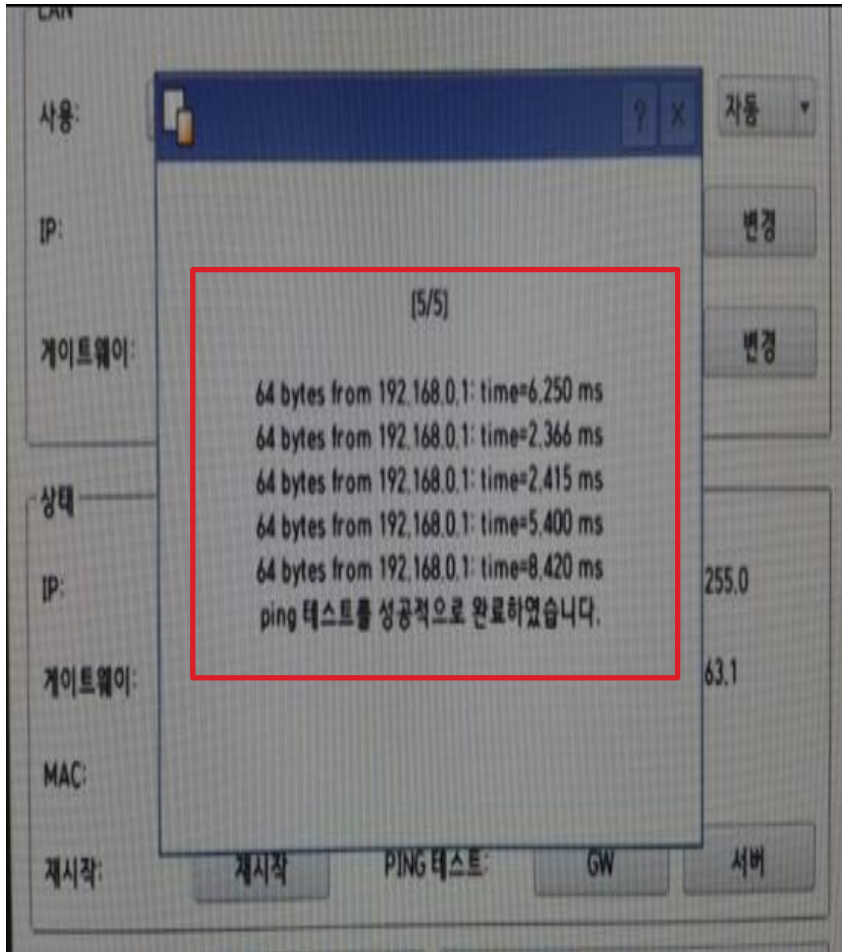 LAN
사용:
? X
자동
IP:
변경
게이트웨이:
변경
[5/5]
64 bytes from 192.168.0.1: time=6.250 ms
64 bytes from 192.168.0.1: time=2.366 ms
64 bytes from 192.168.0.1: time=2.415 ms
64 bytes from 192.168.0.1: time=5.400 ms
64 bytes from 192.168.0.1: time=8.420 ms
ping 테스트를 성공적으로 완료하였습니다.
상태
IP:
255.0
게이트웨이:
63.1
MAC:
재시작:
재시작
PING 테스트:
GW
서버